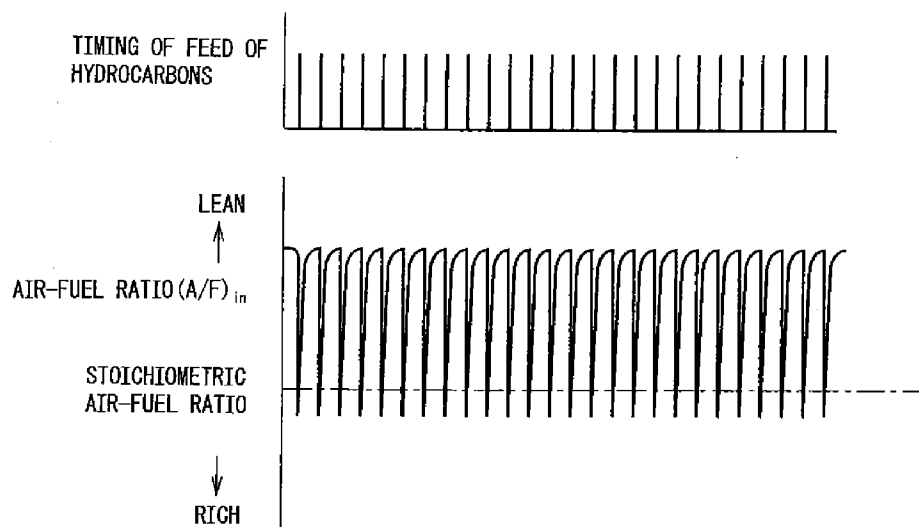 TIMING OF FEED OF
HYDROCARBONS
LEAN
AIR-FUEL RATIO(A/F)in
STOICHIOMETRIC
AIR-FUEL RATIO
RICH